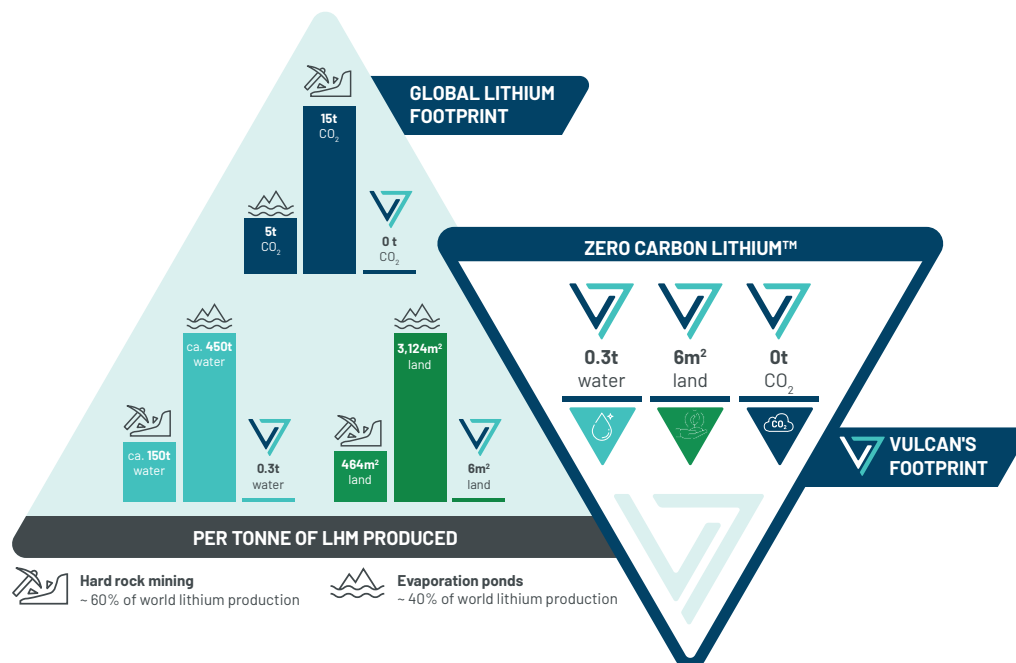 GLOBAL LITHIUM
FOOTPRINT
15t
CO₂
5t
CO₂
0 t
CO₂
ca. 450t
water
ca. 150t
water
0.3t
water
3,124m²
land
464m²
land
6m²
land
PER TONNE OF LHM PRODUCED
Hard rock mining
~ 60% of world lithium production
Evaporation ponds
~ 40% of world lithium production
ZERO CARBON LITHIUM™
0.3t
water
6m²
land
0t
CO₂
CO₂
VULCAN'S
FOOTPRINT